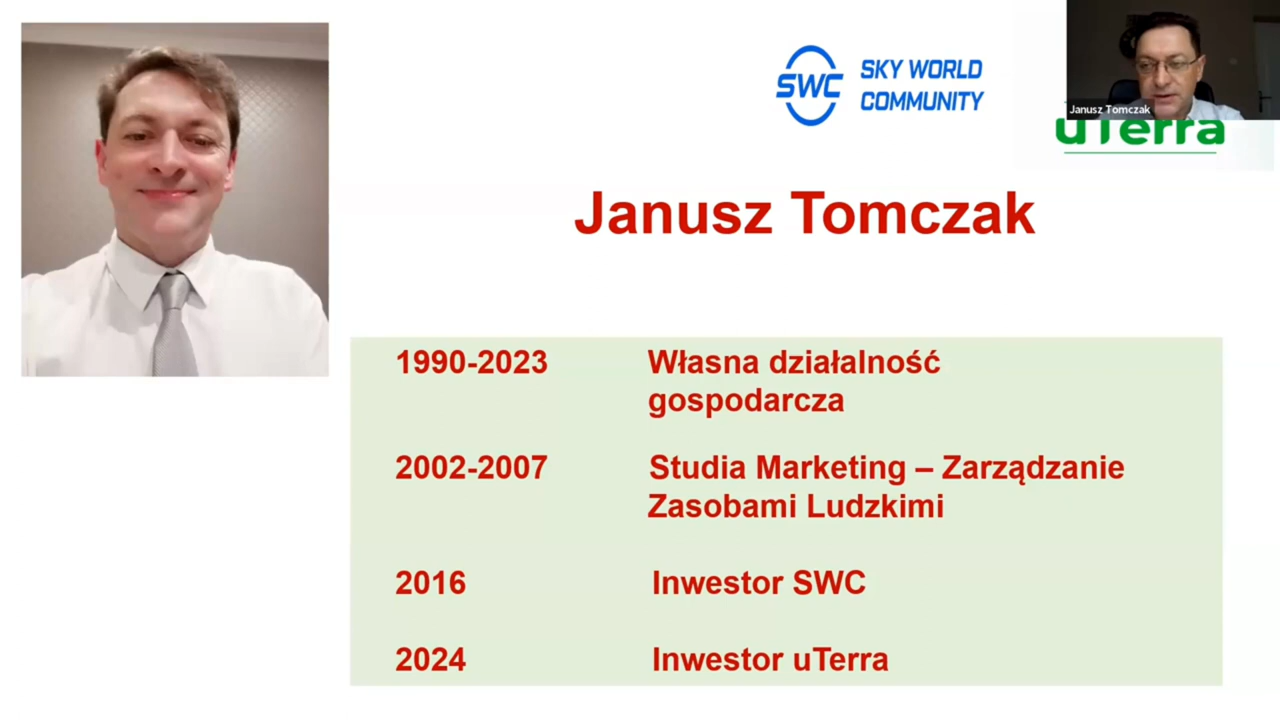 SWC
SKY WORLD
COMMUNITY
Janusz Tomczak
uTerra
Janusz Tomczak
1990-2023 Własna działalność
gospodarcza
2002-2007 Studia Marketing – Zarządzanie
Zasobami Ludzkimi
2016 Inwestor SWC
2024 Inwestor uTerra